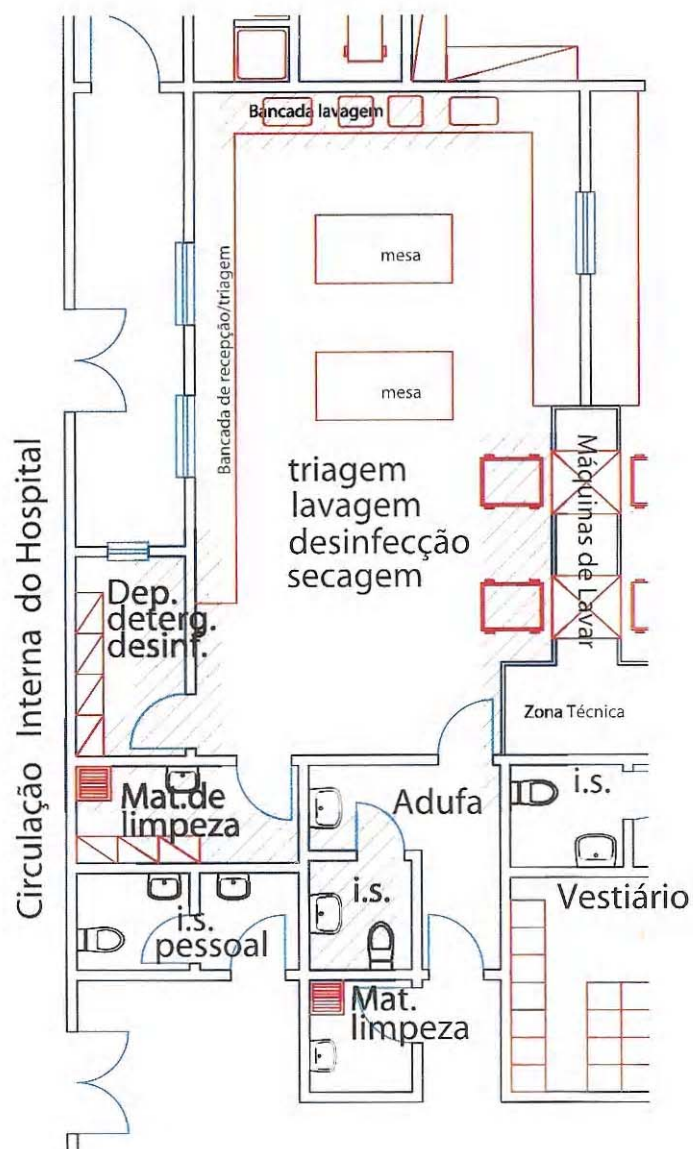 Bancada lavagem
mesa
Bancada de recepção/triagem
mesa
Circulação Interna do Hospital
triagem
lavagem
desinfecção
secagem
Máquinas de Lavar
Dep.
deterg.
desinf.
Zona Técnica
Mat.de
limpeza
Adufa
i.s.
i.s.
pessoal
i.s.
Vestiário
Mat.
limpeza